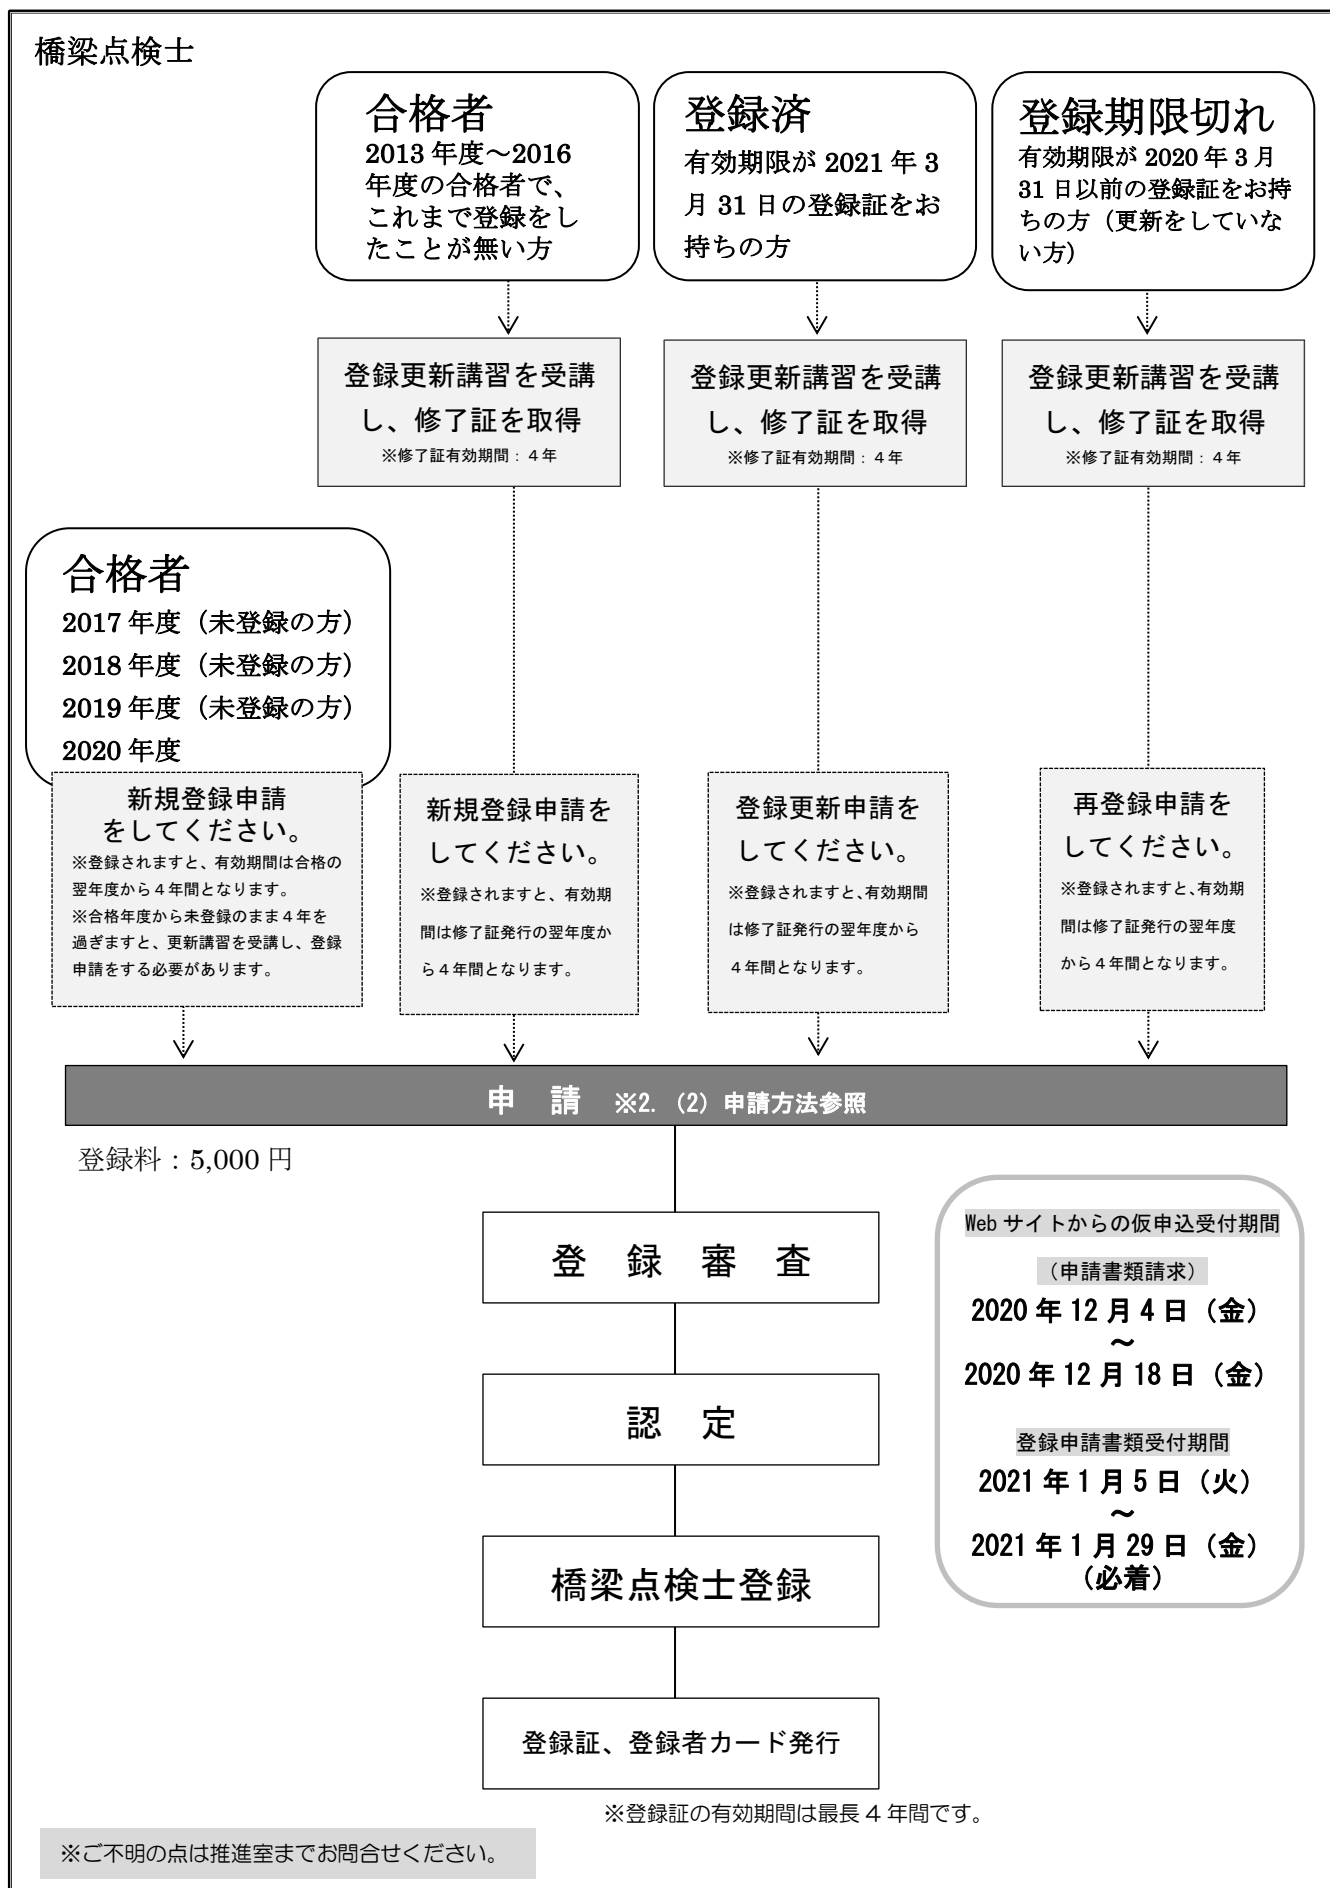 橋梁点検士
合格者
2013 年度～2016
年度の合格者で、
これまで登録をし
たことが無い方
登録済
有効期限が 2021 年 3
月 31 日の登録証をお
持ちの方
登録期限切れ
有効期限が 2020 年 3 月
31 日以前の登録証をお持
ちの方（更新をしていな
い方）
登録更新講習を受講
し、修了証を取得
※修了証有効期間：４年
登録更新講習を受講
し、修了証を取得
※修了証有効期間：４年
登録更新講習を受講
し、修了証を取得
※修了証有効期間：４年
合格者
2017 年度（未登録の方）
2018 年度（未登録の方）
2019 年度（未登録の方）
2020 年度
新規登録申請
をしてください。
※登録されますと、有効期間は合格の
翌年度から４年間となります。
※合格年度から未登録のまま４年を
過ぎますと、更新講習を受講し、登録
申請をする必要があります。
新規登録申請を
してください。
※登録されますと、有効期
間は修了証発行の翌年度か
ら４年間となります。
登録更新申請を
してください。
※登録されますと、有効期間
は修了証発行の翌年度から
４年間となります。
再登録申請を
してください。
※登録されますと、有効期
間は修了証発行の翌年度
から４年間となります。
申　請　※2.（2）申請方法参照
登録料：5,000 円
登　録　審　査
認　定
橋梁点検士登録
登録証、登録者カード発行
※登録証の有効期間は最長 4 年間です。
Web サイトからの仮申込受付期間
（申請書類請求）
2020 年 12 月 4 日（金）
～
2020 年 12 月 18 日（金）
登録申請書類受付期間
2021 年 1 月 5 日（火）
～
2021 年 1 月 29 日（金）
（必着）
※ご不明の点は推進室までお問合せください。